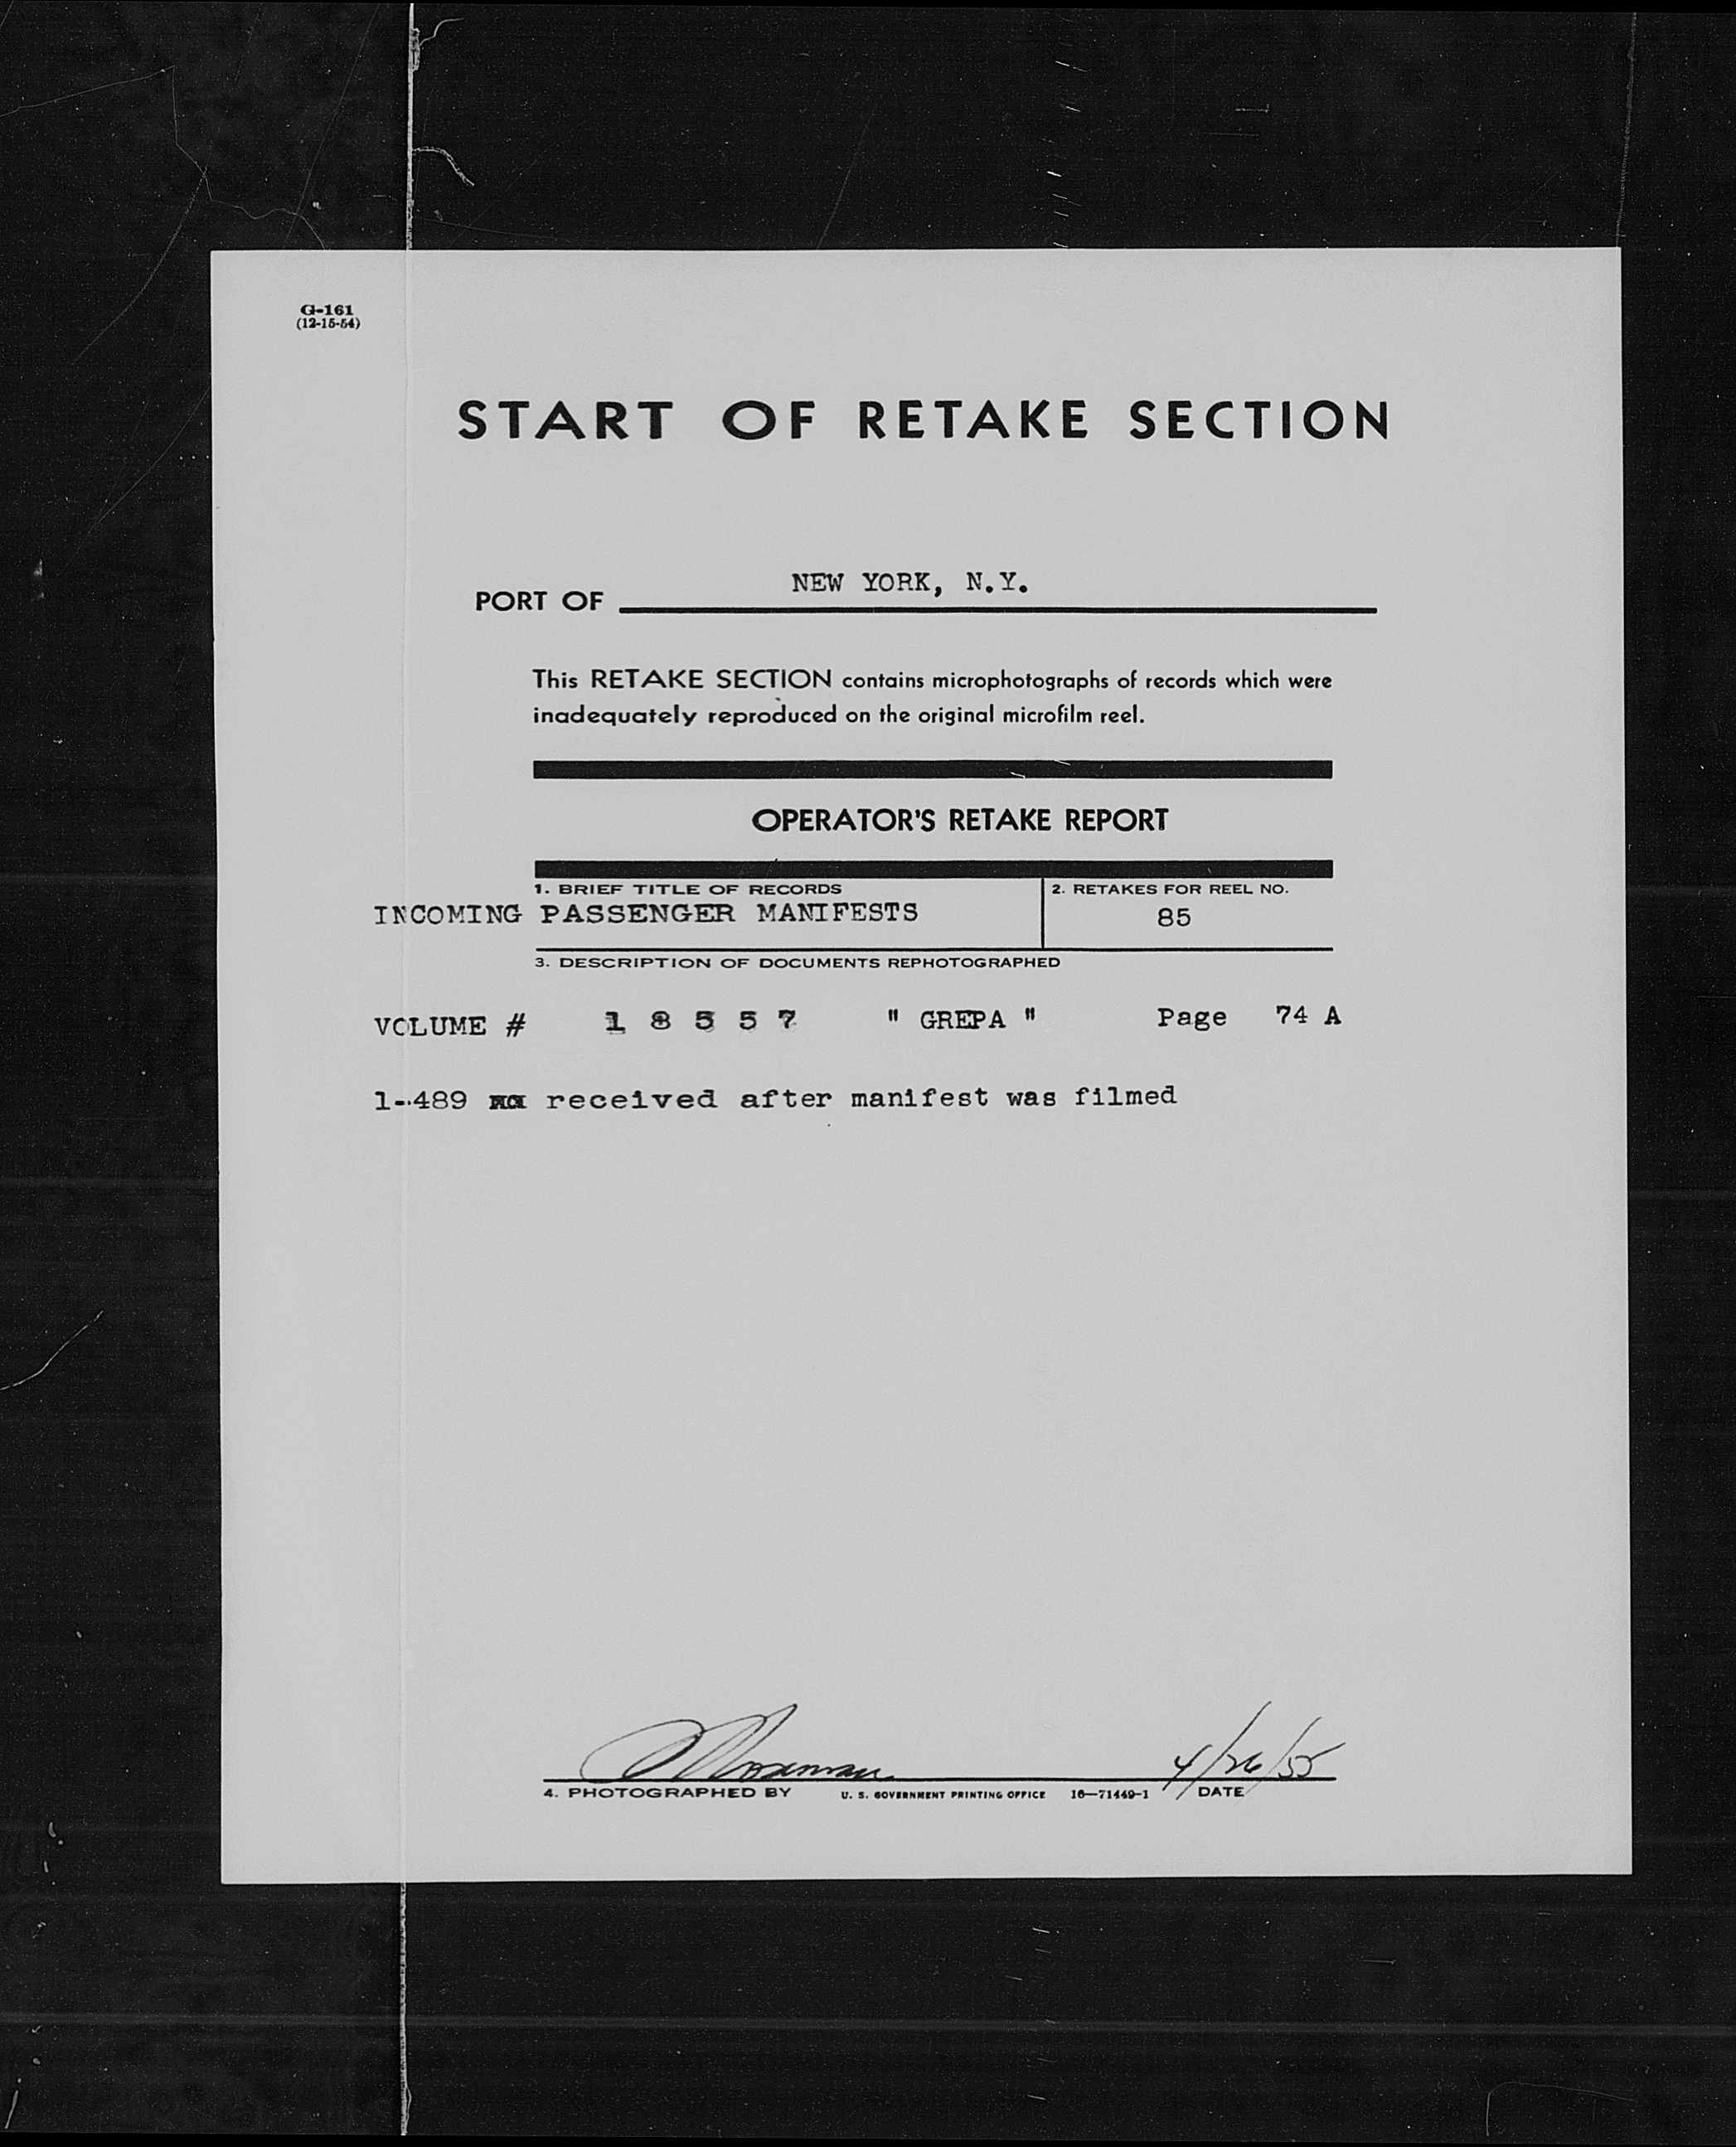 G-161
(12-15-54)
START OF RETAKE SECTION
PORT OF NEW YORK, N.Y.
This RETAKE SECTION contains microphotographs of records which were
inadequately reproduced on the original microfilm reel.
OPERATOR'S RETAKE REPORT
1. BRIEF TITLE OF RECORDS
2. RETAKES FOR REEL NO.
INCOMING PASSENGER MANIFESTS
85
3. DESCRIPTION OF DOCUMENTS REPHOTOGRAPHED
VOLUME # 1 8 5 5 7 " GREPA " Page 74 A
1-489 received after manifest was filmed
4/26/55
4. PHOTOGRAPHED BY U. S. GOVERNMENT PRINTING OFFICE 16—71449-1 DATE